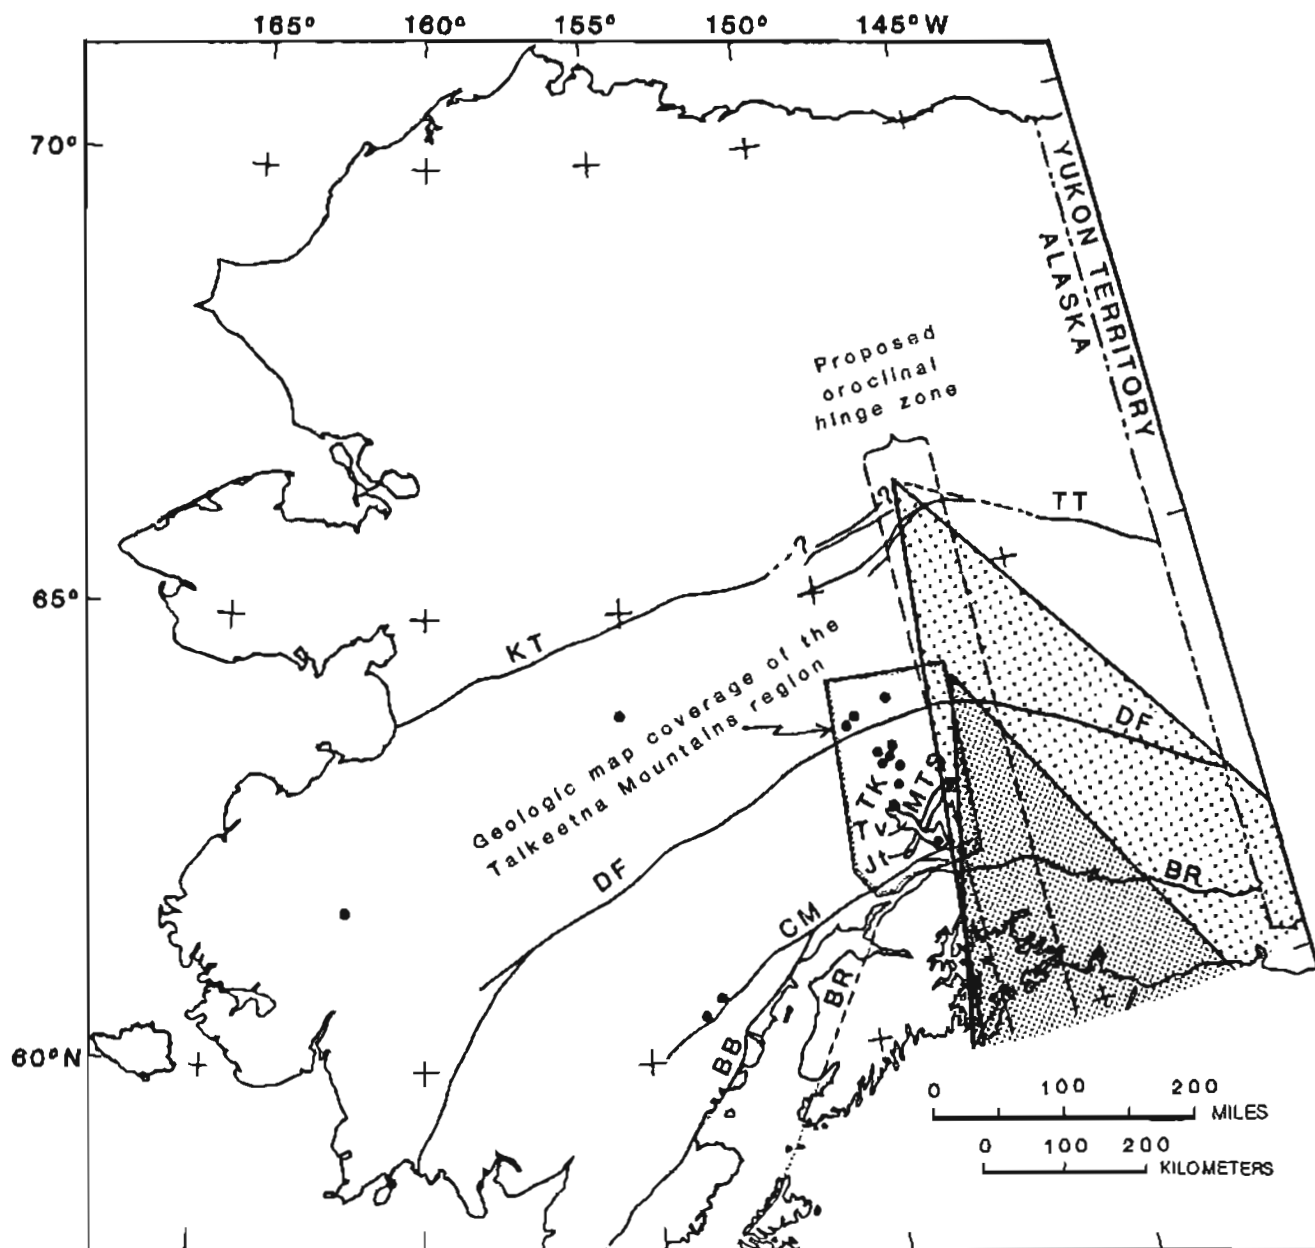 165° 160° 155° 150° 145°W
70°
65°
60°N
YUKON TERRITORY
ALASKA
Proposed
oroclinal
hinge zone
?
?
TT
KT
Geologic map coverage of the
Talkeetna Mountains region
DF
DF
TK
MTS
Tv
Jt
BR
CM
BR
BB
0 100 200
MILES
0 100 200
KILOMETERS